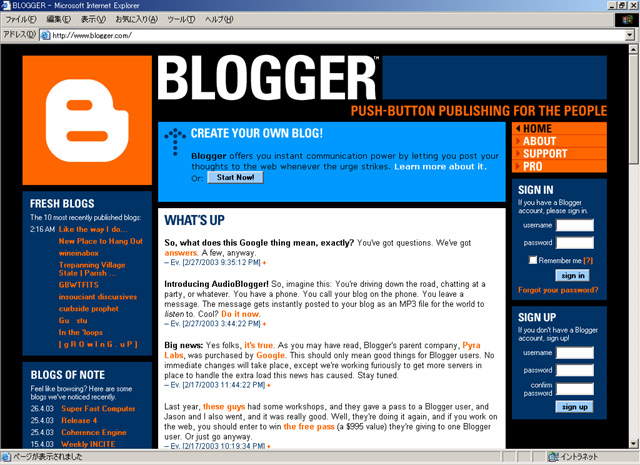 BLOGGER - Microsoft Internet Explorer
ファイル(F) 編集(E) 表示(V) お気に入り(A) ツール(T) ヘルプ(H)
アドレス(D) http://www.blogger.com/
BLOGGER™
PUSH-BUTTON PUBLISHING FOR THE PEOPLE
CREATE YOUR OWN BLOG!
Blogger offers you instant communication power by letting you post your
thoughts to the web whenever the urge strikes. Learn more about it.
Or: Start Now!
HOME
ABOUT
SUPPORT
PRO
FRESH BLOGS
The 10 most recently published blogs:
2:16 AM Like the way I do...
New Place to Hang Out
wineinabox
Trepanning Village
State | Parish ...
GBWTFITS
insouciant discursives
curbside prophet
Gu stu
In the 'loops
[ g R O w I n G . u P ]
BLOGS OF NOTE
Feel like browsing? Here are some
blogs we've noticed recently.
26.4.03 Super Fast Computer
25.4.03 Release 4
24.4.03 Coherence Engine
15.4.03 Weekly INCITE
WHAT'S UP
So, what does this Google thing mean, exactly? You've got questions. We've got
answers. A few, anyway.
– Ev. [2/27/2003 9:35:12 PM] +
Introducing AudioBlogger! So, imagine this: You're driving down the road, chatting at a
party, or whatever. You have a phone. You call your blog on the phone. You leave a
message. The message gets instantly posted to your blog as an MP3 file for the world to
listen to. Cool? Do it now.
– Ev. [2/27/2003 3:44:22 PM] +
Big news: Yes folks, it's true. As you may have read, Blogger's parent company, Pyra
Labs, was purchased by Google. This should only mean good things for Blogger users. No
immediate changes will take place, except we're working furiously to get more servers in
place to handle the extra load this news has caused. Stay tuned.
– Ev. [2/17/2003 11:44:22 PM] +
Last year, these guys had some workshops, and they gave a pass to a Blogger user, and
Jason and I also went, and it was really good. Well, they're doing it again, and if you work on
the web, you should enter to win the free pass (a $995 value) they're giving to one Blogger
user. Or just go anyway.
– Ev. [2/17/2003 10:19:34 PM] +
SIGN IN
If you have a Blogger
account, please sign in.
username
password
Remember me [?]
sign in
Forgot your password?
SIGN UP
If you don't have a Blogger
account, sign up!
username
password
confirm
password
sign up
ページが表示されました
イントラネット